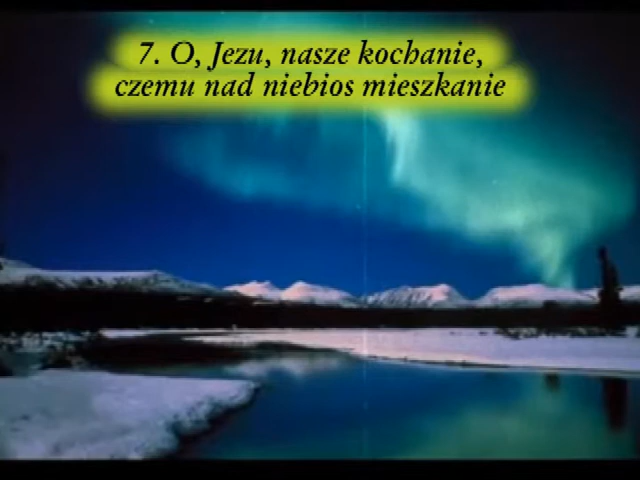 7. O, Jezu, nasze kochanie,
czemu nad niebios mieszkanie